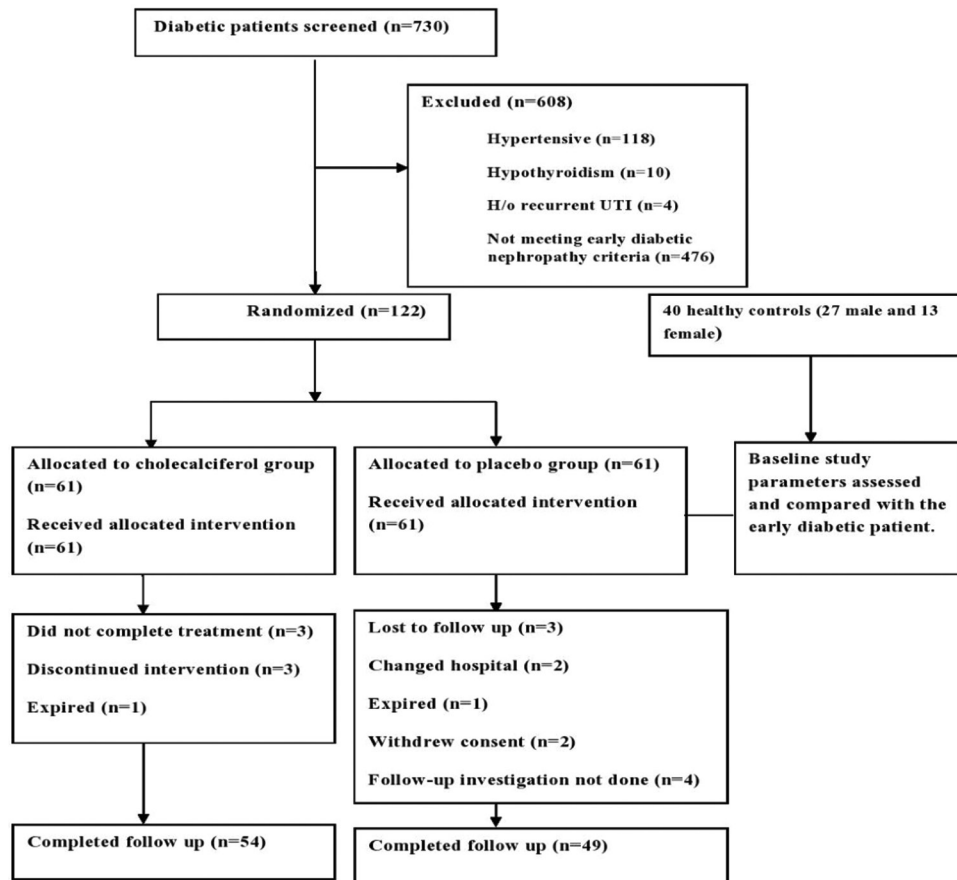 Diabetic patients screened (n=730)
Excluded (n=608)
Hypertensive (n=118)
Hypothyroidism (n=10)
H/o recurrent UTI (n=4)
Not meeting early diabetic
nephropathy criteria (n=476)
Randomized (n=122)
40 healthy controls (27 male and 13
female)
Allocated to cholecalciferol group
(n=61)
Received allocated intervention
(n=61)
Allocated to placebo group (n=61)
Received allocated intervention
(n=61)
Baseline study
parameters assessed
and compared with the
early diabetic patient.
Did not complete treatment (n=3)
Discontinued intervention (n=3)
Expired (n=1)
Lost to follow up (n=3)
Changed hospital (n=2)
Expired (n=1)
Withdrew consent (n=2)
Follow-up investigation not done (n=4)
Completed follow up (n=54)
Completed follow up (n=49)